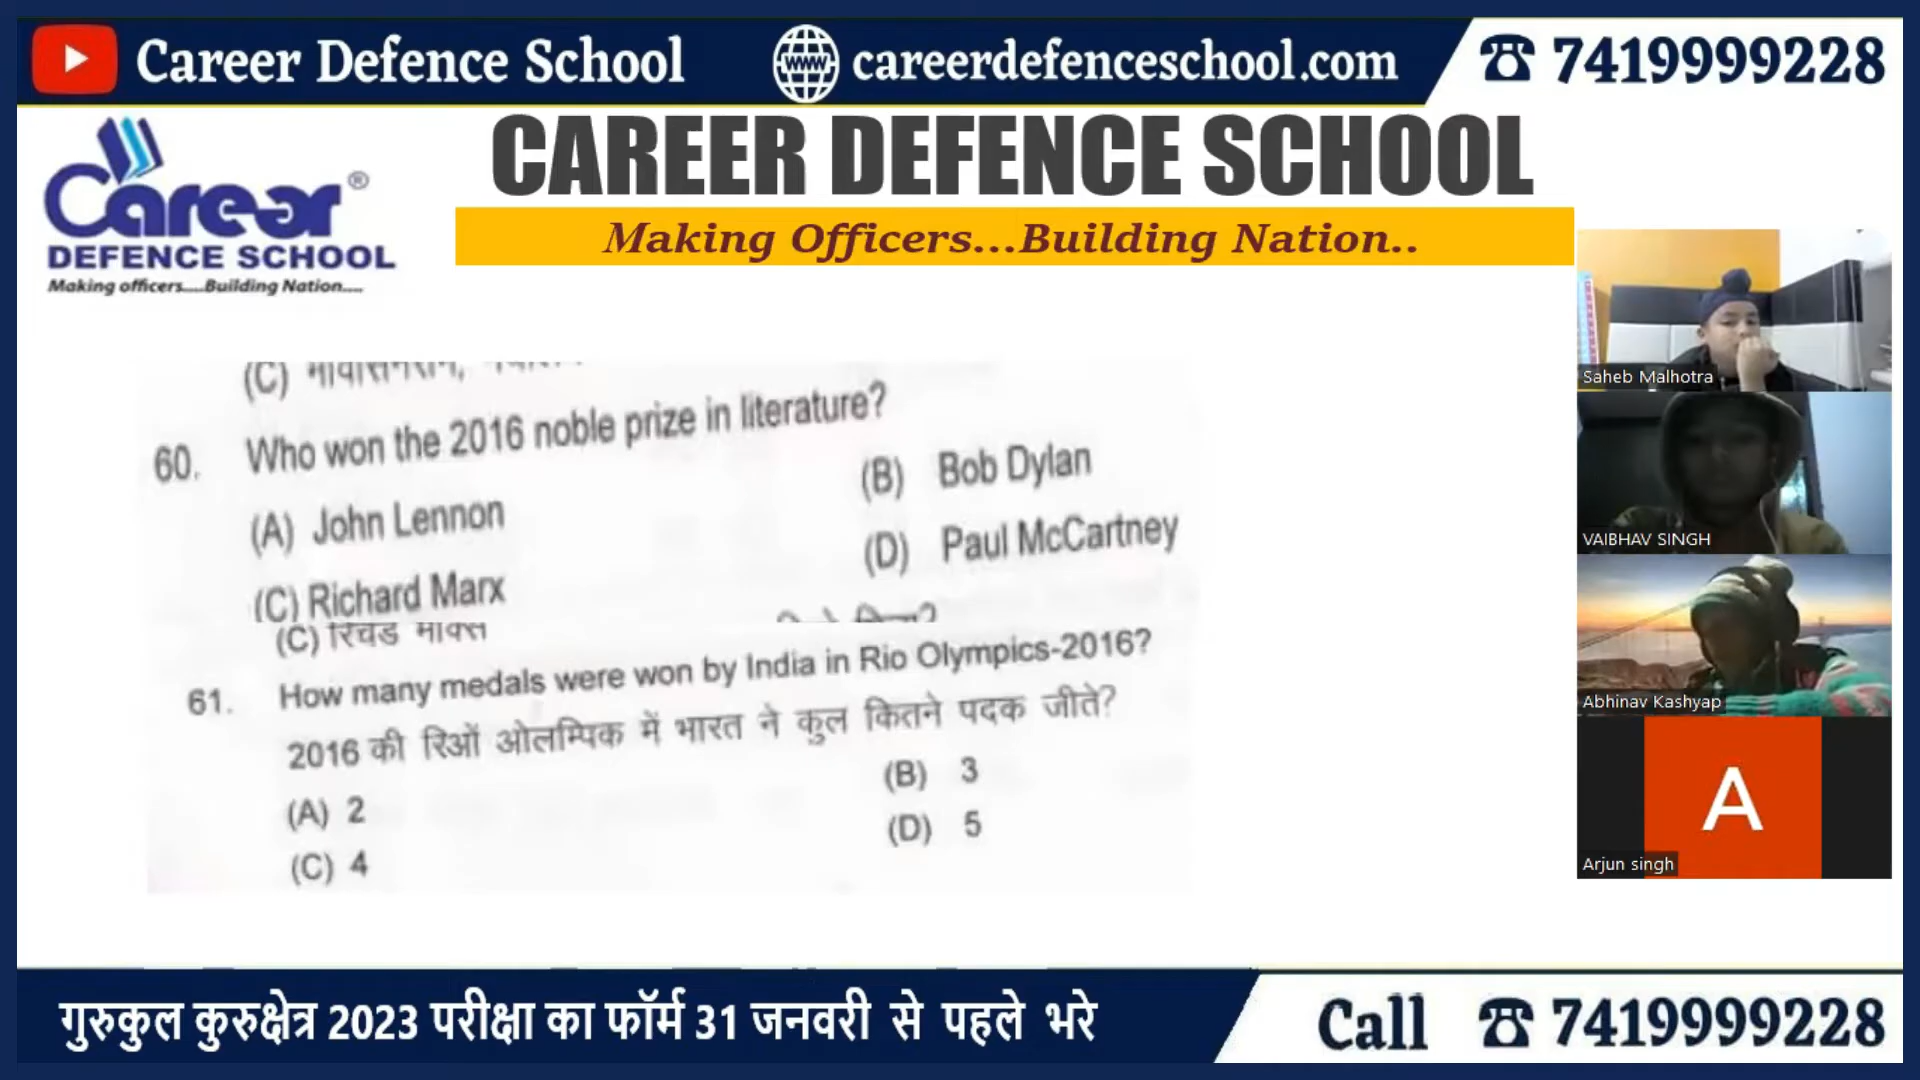 Career Defence School
careerdefenceschool.com
7419999228
Career®
DEFENCE SCHOOL
Making officers....Building Nation....
CAREER DEFENCE SCHOOL
Making Officers...Building Nation..
(C)
60. Who won the 2016 noble prize in literature?
(A) John Lennon
(B) Bob Dylan
(C) Richard Marx
(D) Paul McCartney
(C) रिचर्ड मार्क्स
61. How many medals were won by India in Rio Olympics-2016?
2016 की रिओं ओलम्पिक में भारत ने कुल कितने पदक जीते?
(A) 2
(B) 3
(C) 4
(D) 5
Saheb Malhotra
VAIBHAV SINGH
Abhinav Kashyap
A
Arjun singh
गुरुकुल कुरुक्षेत्र 2023 परीक्षा का फॉर्म 31 जनवरी से पहले भरे
Call 7419999228